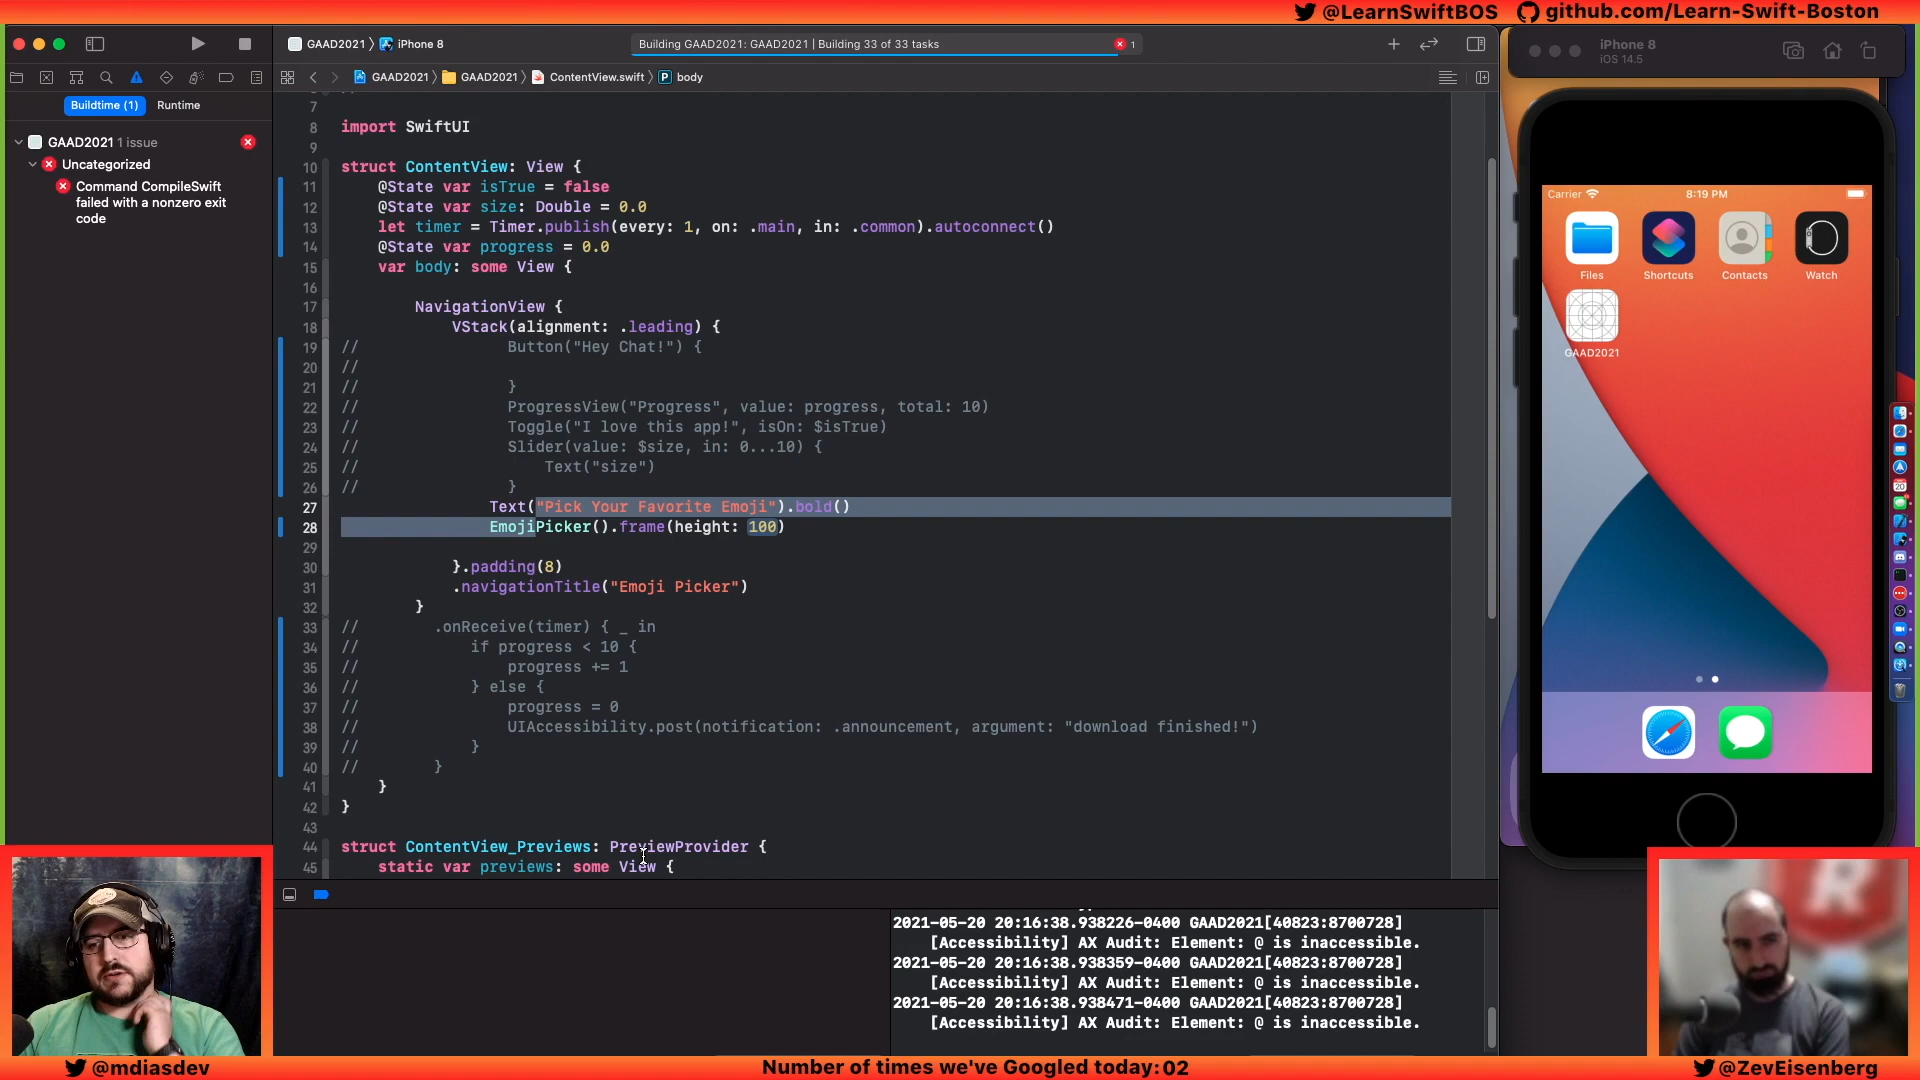 @LearnSwiftBOS github.com/Learn-Swift-Boston
GAAD2021 iPhone 8
Building GAAD2021: GAAD2021 | Building 33 of 33 tasks
1
iPhone 8
iOS 14.5
GAAD2021 GAAD2021 ContentView.swift P body
Buildtime (1) Runtime
GAAD2021 1 issue
Uncategorized
Command CompileSwift
failed with a nonzero exit
code
7
8 import SwiftUI
9
10 struct ContentView: View {
11 @State var isTrue = false
12 @State var size: Double = 0.0
13 let timer = Timer.publish(every: 1, on: .main, in: .common).autoconnect()
14 @State var progress = 0.0
15 var body: some View {
16
17 NavigationView {
18 VStack(alignment: .leading) {
19 // Button("Hey Chat!") {
20 //
21 // }
22 // ProgressView("Progress", value: progress, total: 10)
23 // Toggle("I love this app!", isOn: $isTrue)
24 // Slider(value: $size, in: 0...10) {
25 // Text("size")
26 // }
27 Text("Pick Your Favorite Emoji").bold()
28 EmojiPicker().frame(height: 100)
29
30 }.padding(8)
31 .navigationTitle("Emoji Picker")
32 }
33 // .onReceive(timer) { _ in
34 // if progress < 10 {
35 // progress += 1
36 // } else {
37 // progress = 0
38 // UIAccessibility.post(notification: .announcement, argument: "download finished!")
39 // }
40 // }
41 }
42 }
43
44 struct ContentView_Previews: PreviewProvider {
45 static var previews: some View {
Carrier 8:19 PM
Files Shortcuts Contacts Watch
GAAD2021
2021-05-20 20:16:38.938226-0400 GAAD2021[40823:8700728]
[Accessibility] AX Audit: Element: @ is inaccessible.
2021-05-20 20:16:38.938359-0400 GAAD2021[40823:8700728]
[Accessibility] AX Audit: Element: @ is inaccessible.
2021-05-20 20:16:38.938471-0400 GAAD2021[40823:8700728]
[Accessibility] AX Audit: Element: @ is inaccessible.
@mdiasdev
Number of times we've Googled today: 02
@ZevEisenberg